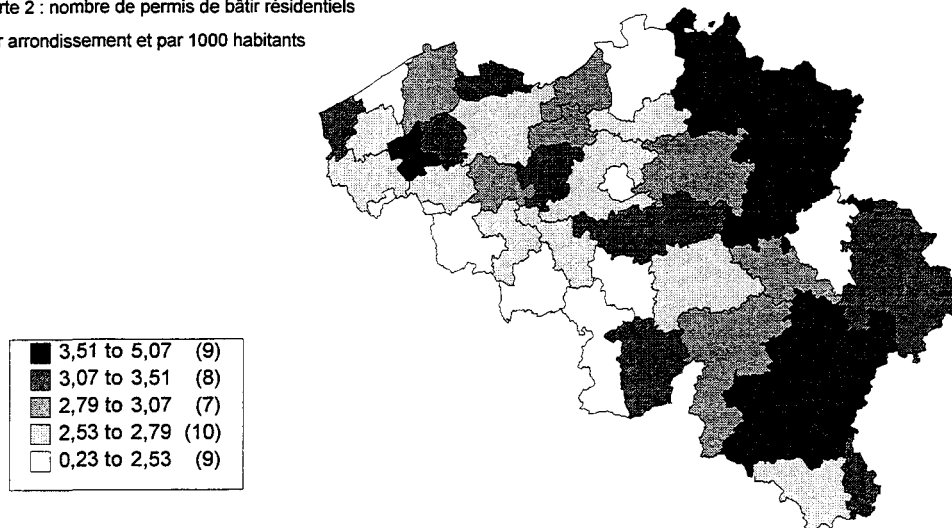 rte 2 : nombre de permis de bâtir résidentiels
r arrondissement et par 1000 habitants
3,51 to 5,07 (9)
3,07 to 3,51 (8)
2,79 to 3,07 (7)
2,53 to 2,79 (10)
0,23 to 2,53 (9)